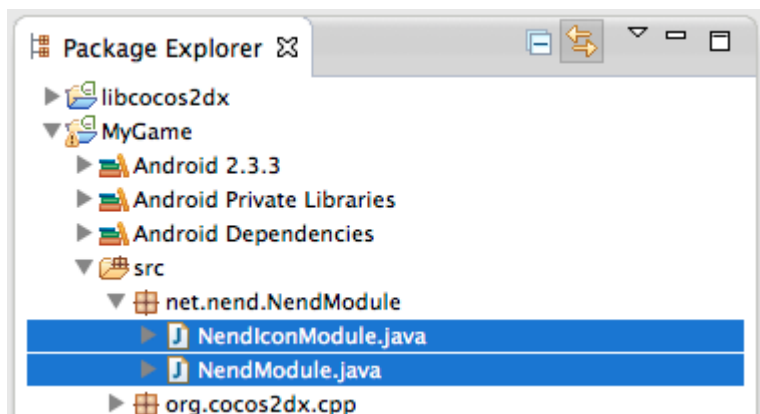 Package Explorer
libcocos2dx
MyGame
Android 2.3.3
Android Private Libraries
Android Dependencies
src
net.nend.NendModule
NendIconModule.java
NendModule.java
org.cocos2dx.cpp